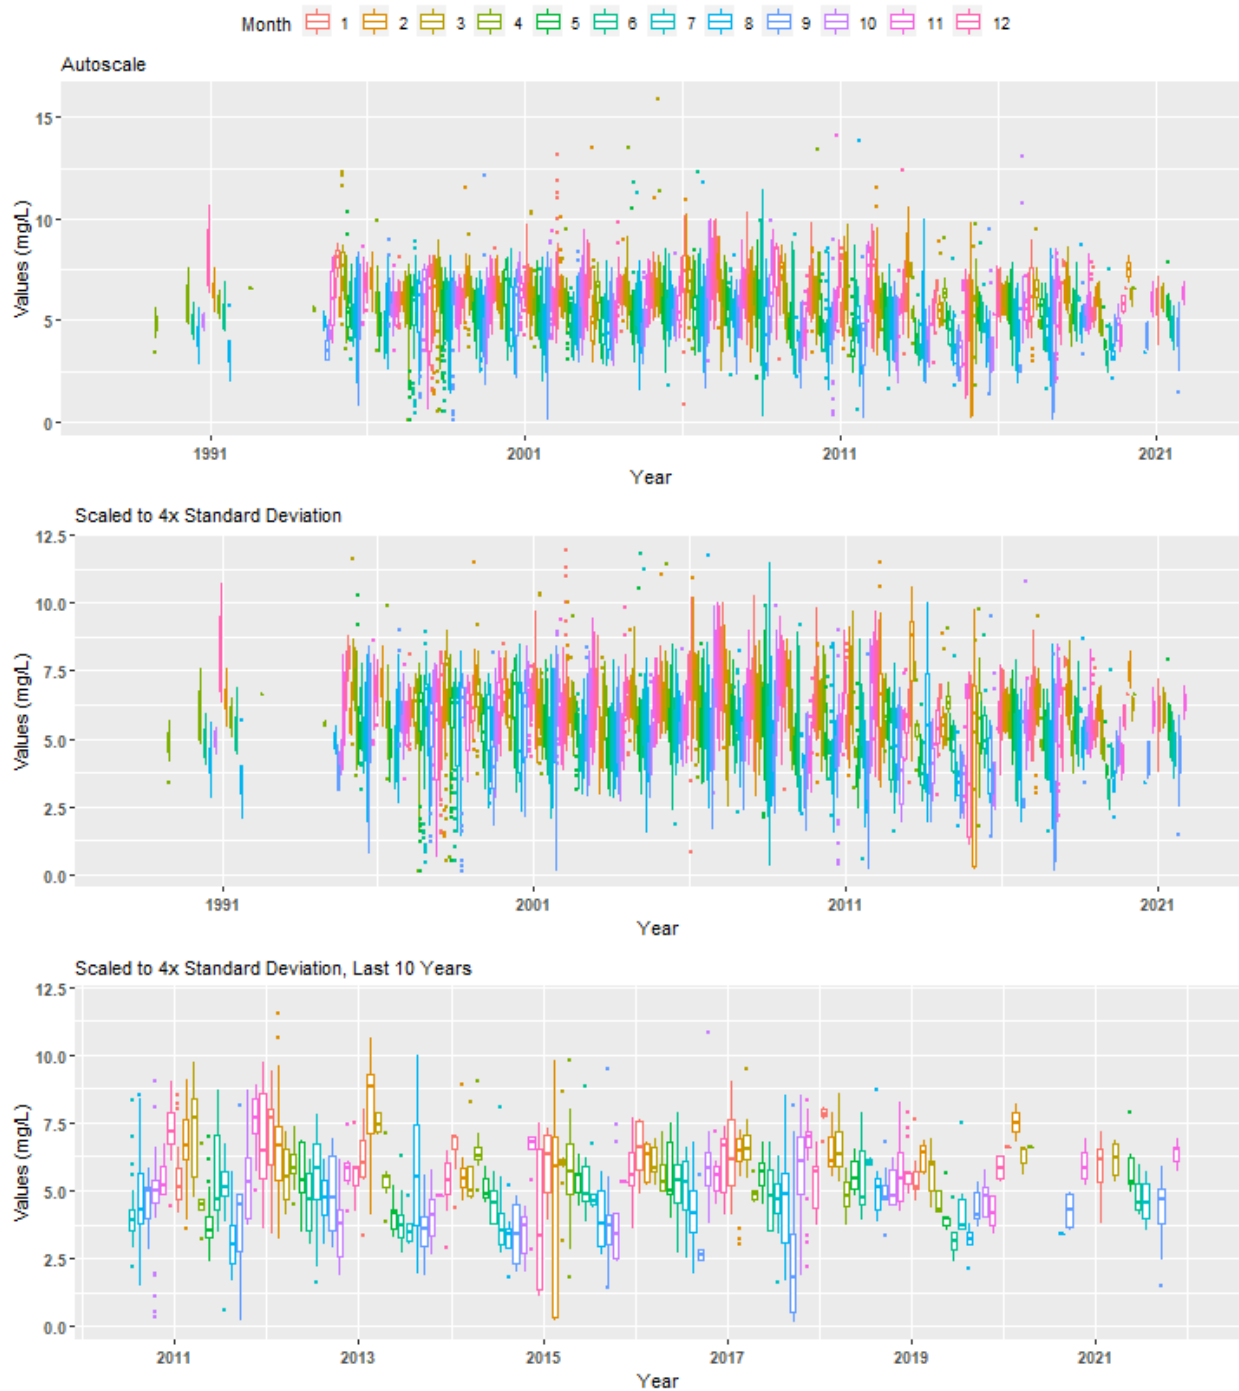 Month 1 2 3 4 5 6 7 8 9 10 11 12
Autoscale
15
10
5
0
Values (mg/L)
1991 2001 2011 2021
Year
Scaled to 4x Standard Deviation
12.5
10.0
7.5
5.0
2.5
0.0
Values (mg/L)
1991 2001 2011 2021
Year
Scaled to 4x Standard Deviation, Last 10 Years
12.5
10.0
7.5
5.0
2.5
0.0
Values (mg/L)
2011 2013 2015 2017 2019 2021
Year